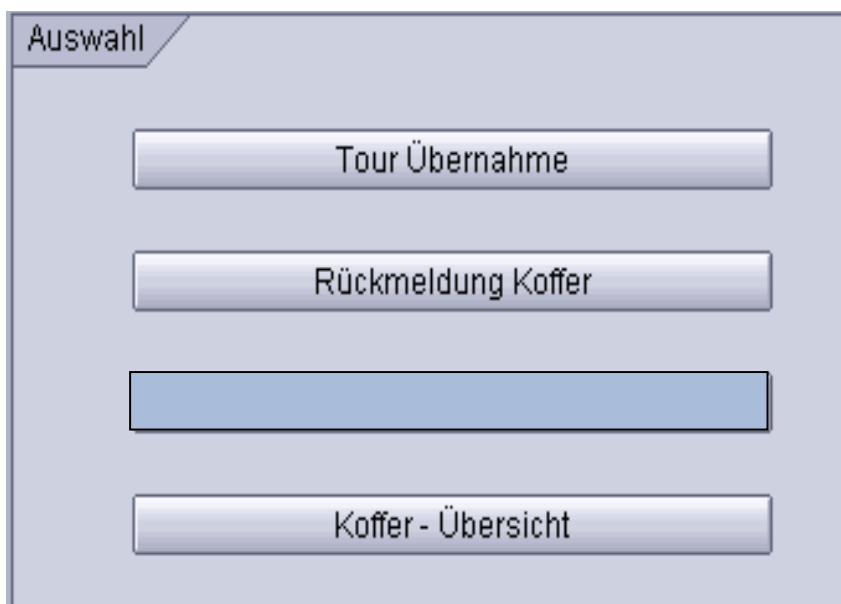 Auswahl
Tour Übernahme
Rückmeldung Koffer
Koffer - Übersicht